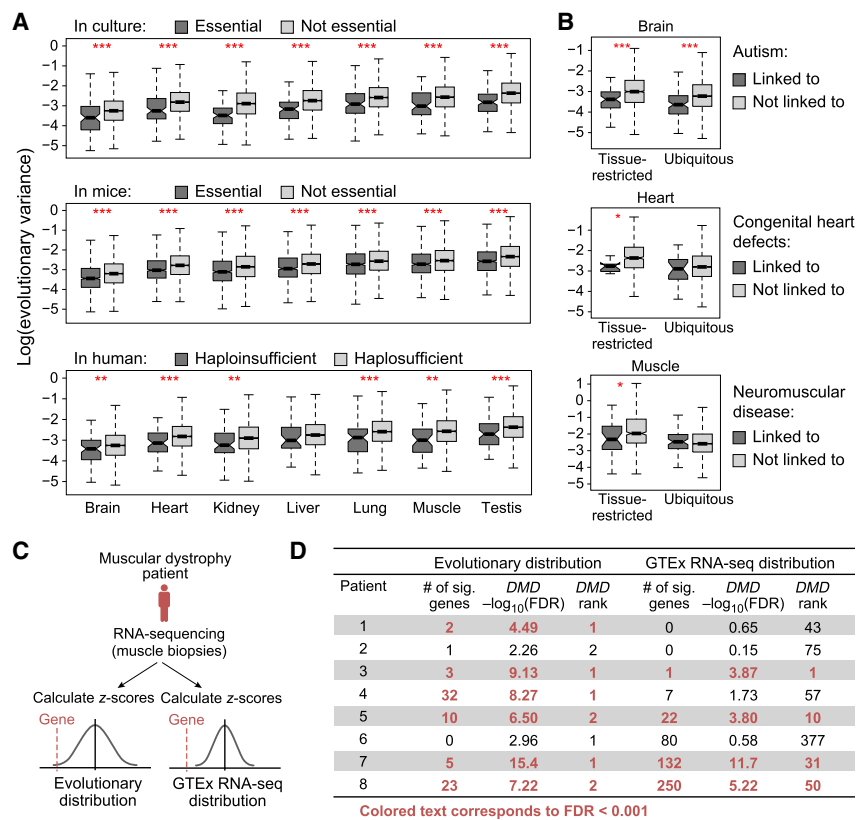 A
In culture: Essential Not essential
*** *** *** *** *** *** ***
0
−1
−2
−3
−4
−5
In mice: Essential Not essential
*** *** *** *** *** *** ***
0
−1
−2
−3
−4
−5
In human: Haploinsufficient Haplosufficient
** *** ** *** ** ***
0
−1
−2
−3
−4
−5
Log(evolutionary variance)
Brain Heart Kidney Liver Lung Muscle Testis
B
Brain
*** ***
−1
−2
−3
−4
−5
Tissue-restricted
Ubiquitous
Autism:
Linked to
Not linked to
Heart
*
−1
−2
−3
−4
−5
Tissue-restricted
Ubiquitous
Congenital heart
defects:
Linked to
Not linked to
Muscle
*
1
0
−1
−2
−3
−4
−5
Tissue-restricted
Ubiquitous
Neuromuscular
disease:
Linked to
Not linked to
C
Muscular dystrophy
patient
RNA-sequencing
(muscle biopsies)
Calculate z-scores Calculate z-scores
Gene Gene
Evolutionary
distribution
GTEx RNA-seq
distribution
D
Evolutionary distribution GTEx RNA-seq distribution
Patient # of sig. genes DMD −log10(FDR) DMD rank # of sig. genes DMD −log10(FDR) DMD rank
1 2 4.49 1 0 0.65 43
2 1 2.26 2 0 0.15 75
3 3 9.13 1 1 3.87 1
4 32 8.27 1 7 1.73 57
5 10 6.50 2 22 3.80 10
6 0 2.96 1 80 0.58 377
7 5 15.4 1 132 11.7 31
8 23 7.22 2 250 5.22 50
Colored text corresponds to FDR < 0.001